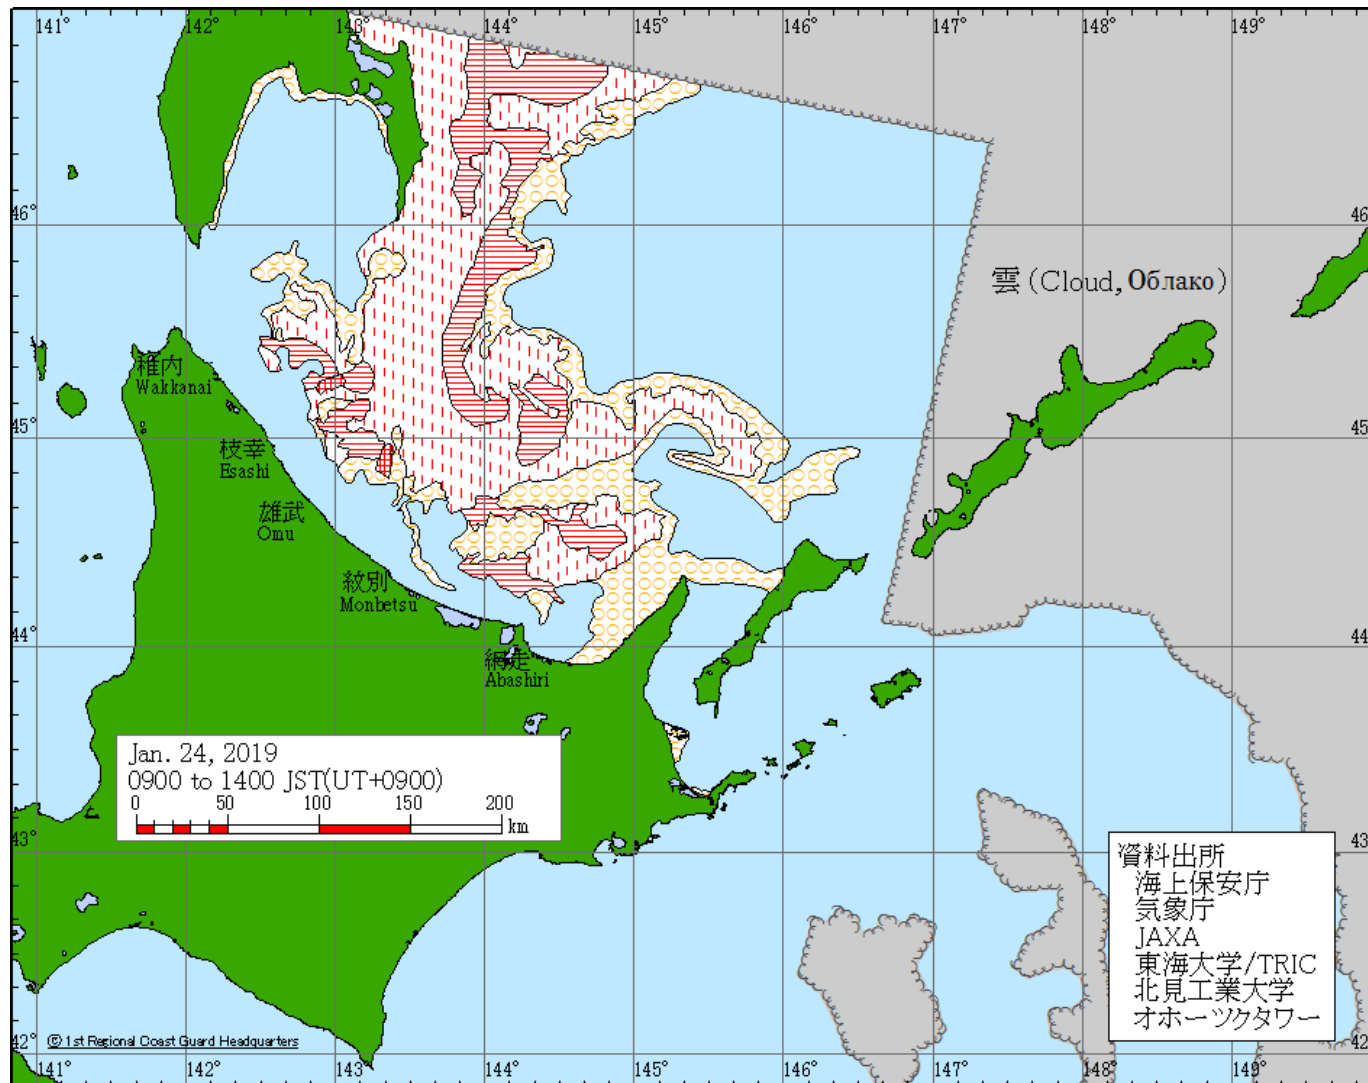 141° 142° 143° 144° 145° 146° 147° 148° 149°
46° 46
雲 (Cloud, Облако)
稚内
Wakkanai
45° 45
枝幸
Esashi
雄武
Omu
紋別
Monbetsu
44° 44
網走
Abashiri
Jan. 24, 2019
0900 to 1400 JST(UT+0900)
0 50 100 150 200
km
43° 43
資料出所
海上保安庁
気象庁
JAXA
東海大学/TRIC
北見工業大学
オホーツクタワー
42° 42
© 1st Regional Coast Guard Headquarters
141° 142° 143° 144° 145° 146° 147° 148° 149°